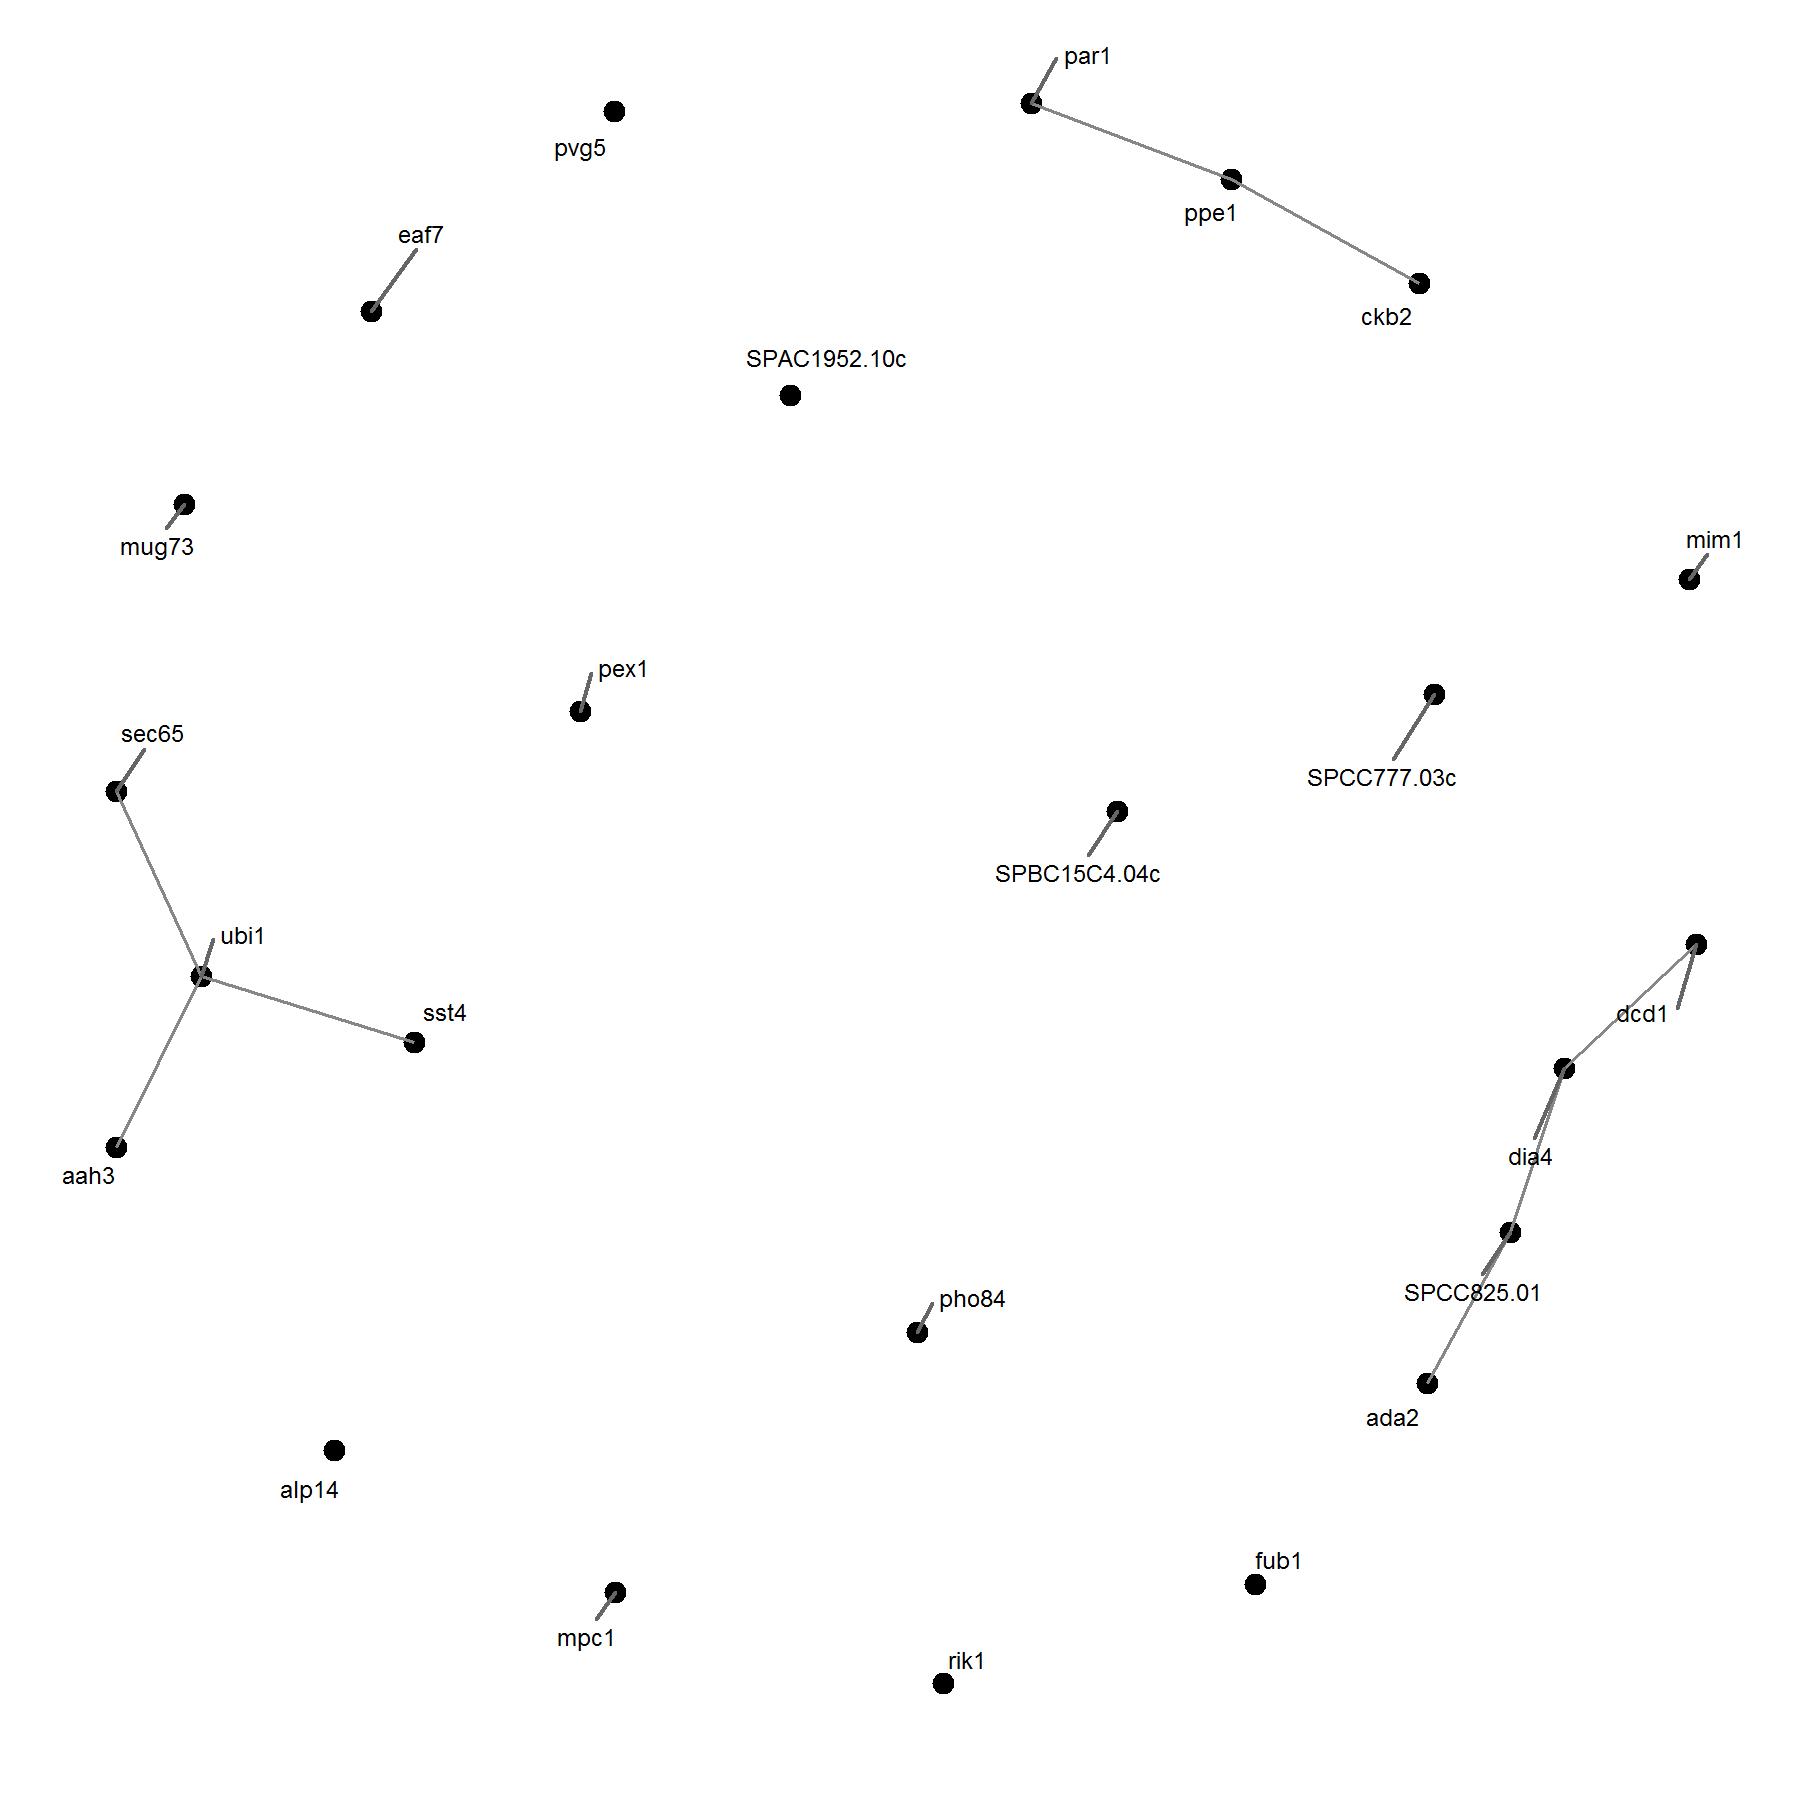 par1
pvg5
ppe1
eaf7
ckb2
SPAC1952.10c
mug73
mim1
pex1
sec65
SPCC777.03c
SPBC15C4.04c
ubi1
sst4
dcd1
dia4
aah3
SPCC825.01
pho84
ada2
alp14
fub1
mpc1
rik1